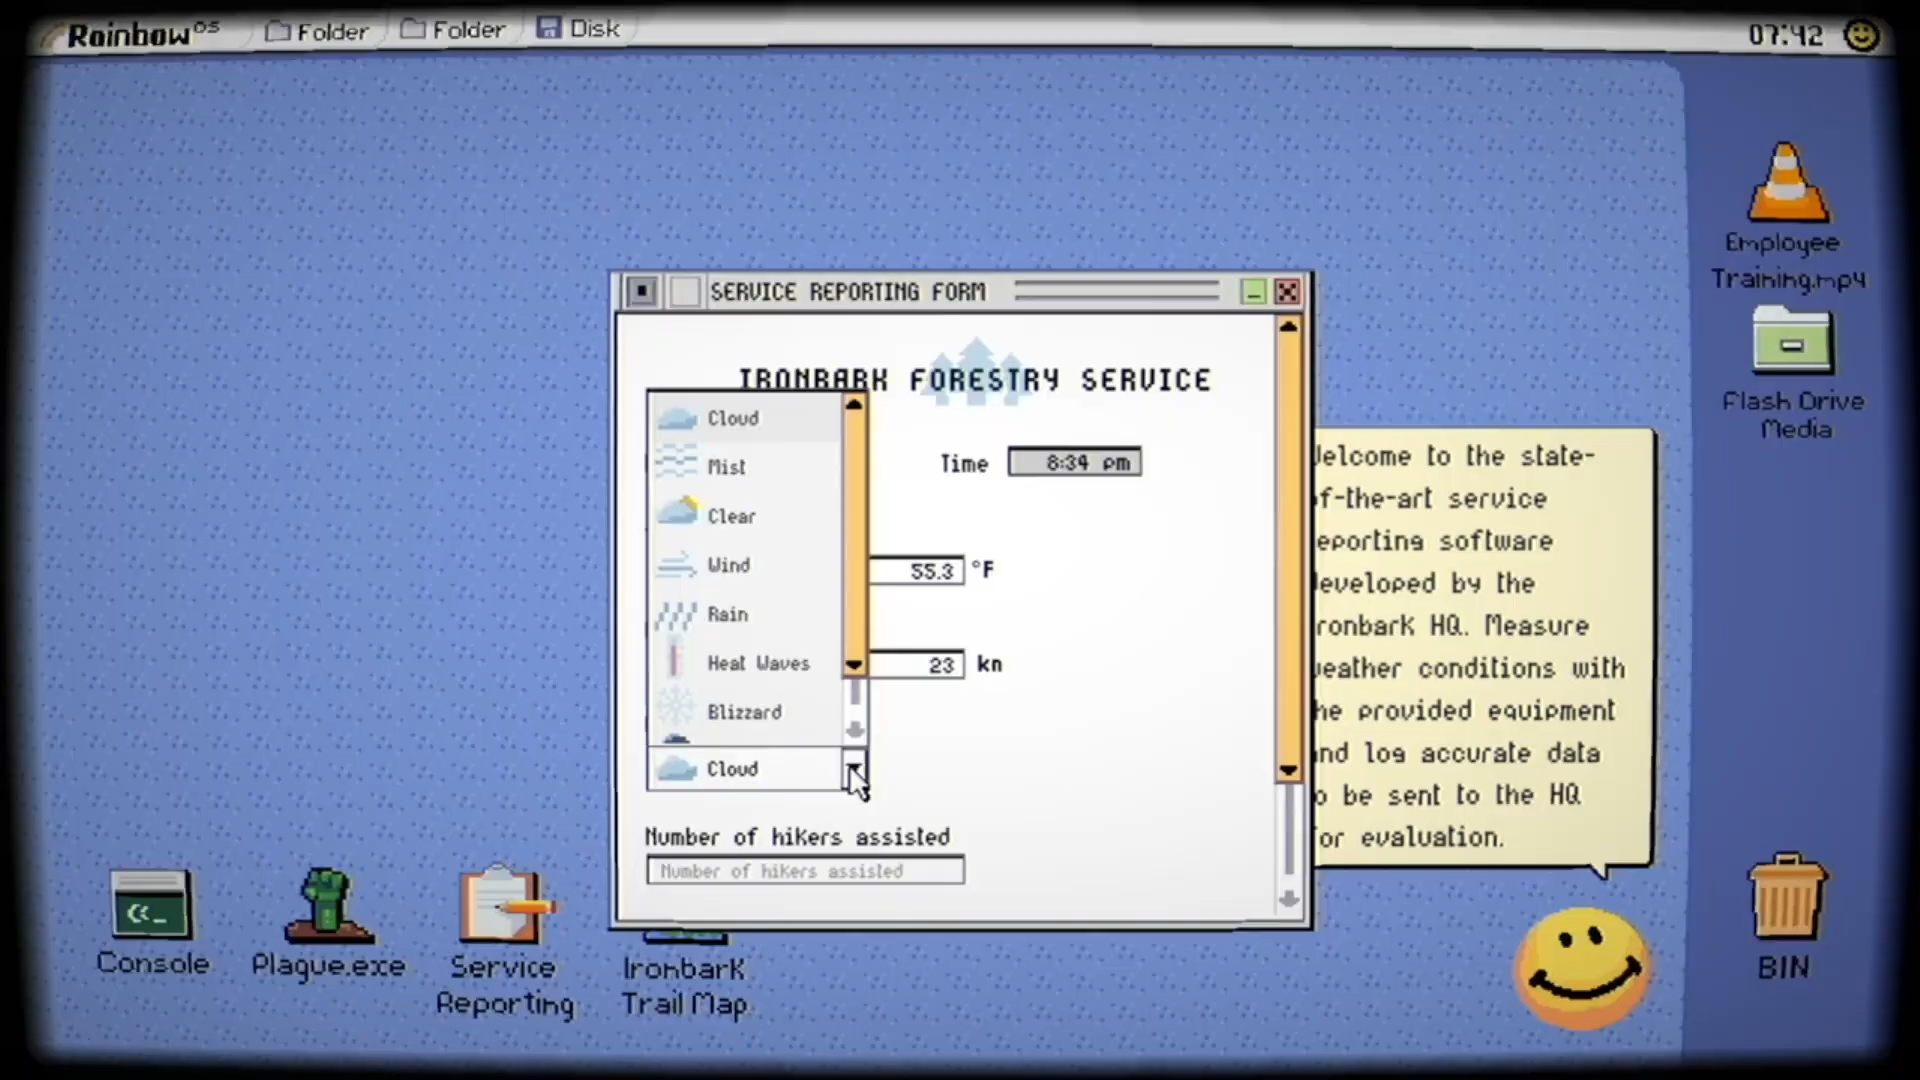 Rainbow OS
Folder
Folder
Disk
07:42
Employee
Training.mp4
Flash Drive
Media
SERVICE REPORTING FORM
IRONBARK FORESTRY SERVICE
Time
8:34 pm
Cloud
Mist
Clear
Wind
Rain
Heat Waves
Blizzard
Cloud
55.3 °F
23 kn
Number of hikers assisted
Number of hikers assisted
elcome to the state-
f-the-art service
eporting software
eveloped by the
ronbark HQ. Measure
eather conditions with
he provided equipment
nd log accurate data
o be sent to the HQ
or evaluation.
Console
Plague.exe
Service
Reporting
Ironbark
Trail Map
BIN